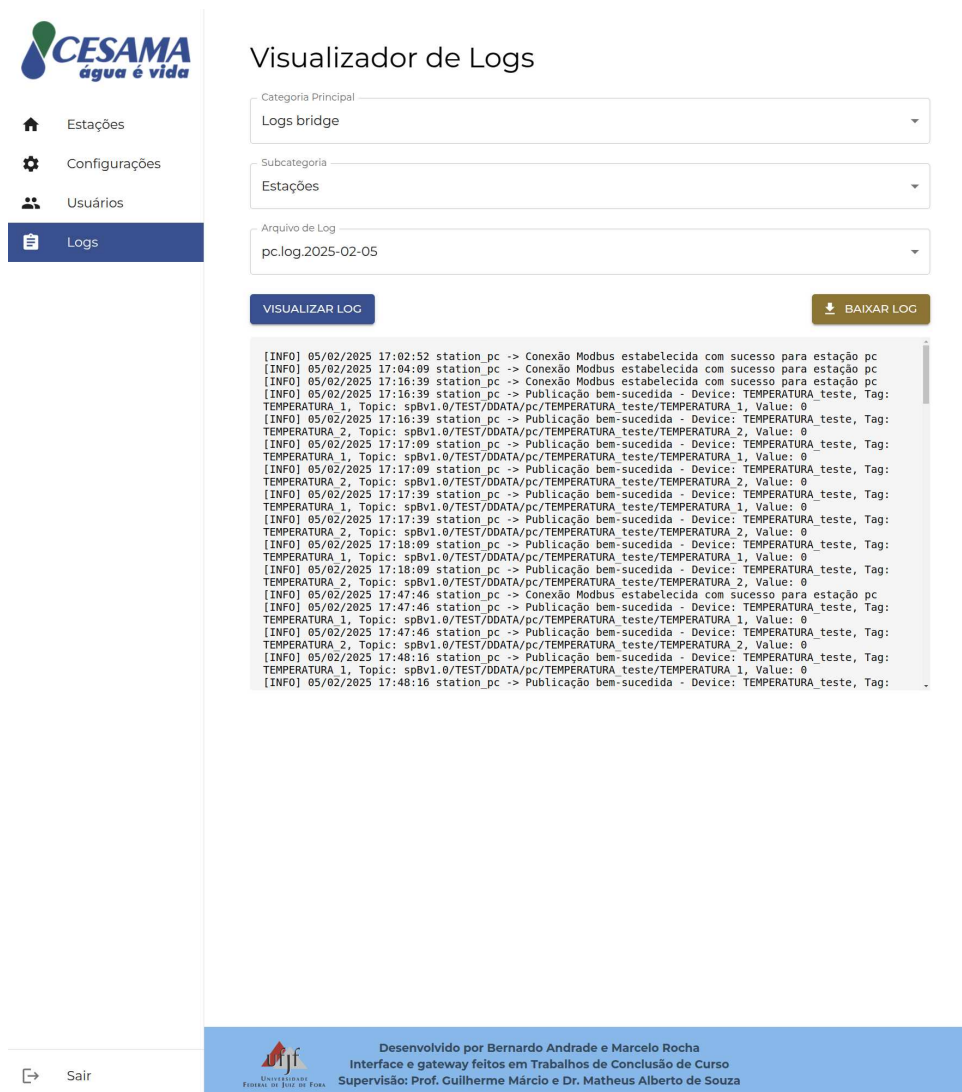 CESAMA
água é vida
Estações
Configurações
Usuários
Logs
Visualizador de Logs
Categoria Principal
Logs bridge
Subcategoria
Estações
Arquivo de Log
pc.log.2025-02-05
VISUALIZAR LOG
BAIXAR LOG
[INFO] 05/02/2025 17:02:52 station_pc -> Conexão Modbus estabelecida com sucesso para estação pc
[INFO] 05/02/2025 17:04:09 station_pc -> Conexão Modbus estabelecida com sucesso para estação pc
[INFO] 05/02/2025 17:16:39 station_pc -> Conexão Modbus estabelecida com sucesso para estação pc
[INFO] 05/02/2025 17:16:39 station_pc -> Publicação bem-sucedida - Device: TEMPERATURA_teste, Tag:
TEMPERATURA_1, Topic: spBv1.0/TEST/DDATA/pc/TEMPERATURA_teste/TEMPERATURA_1, Value: 0
[INFO] 05/02/2025 17:16:39 station_pc -> Publicação bem-sucedida - Device: TEMPERATURA_teste, Tag:
TEMPERATURA_2, Topic: spBv1.0/TEST/DDATA/pc/TEMPERATURA_teste/TEMPERATURA_2, Value: 0
[INFO] 05/02/2025 17:17:09 station_pc -> Publicação bem-sucedida - Device: TEMPERATURA_teste, Tag:
TEMPERATURA_1, Topic: spBv1.0/TEST/DDATA/pc/TEMPERATURA_teste/TEMPERATURA_1, Value: 0
[INFO] 05/02/2025 17:17:09 station_pc -> Publicação bem-sucedida - Device: TEMPERATURA_teste, Tag:
TEMPERATURA_2, Topic: spBv1.0/TEST/DDATA/pc/TEMPERATURA_teste/TEMPERATURA_2, Value: 0
[INFO] 05/02/2025 17:17:39 station_pc -> Publicação bem-sucedida - Device: TEMPERATURA_teste, Tag:
TEMPERATURA_1, Topic: spBv1.0/TEST/DDATA/pc/TEMPERATURA_teste/TEMPERATURA_1, Value: 0
[INFO] 05/02/2025 17:17:39 station_pc -> Publicação bem-sucedida - Device: TEMPERATURA_teste, Tag:
TEMPERATURA_2, Topic: spBv1.0/TEST/DDATA/pc/TEMPERATURA_teste/TEMPERATURA_2, Value: 0
[INFO] 05/02/2025 17:18:09 station_pc -> Publicação bem-sucedida - Device: TEMPERATURA_teste, Tag:
TEMPERATURA_1, Topic: spBv1.0/TEST/DDATA/pc/TEMPERATURA_teste/TEMPERATURA_1, Value: 0
[INFO] 05/02/2025 17:18:09 station_pc -> Publicação bem-sucedida - Device: TEMPERATURA_teste, Tag:
TEMPERATURA_2, Topic: spBv1.0/TEST/DDATA/pc/TEMPERATURA_teste/TEMPERATURA_2, Value: 0
[INFO] 05/02/2025 17:47:46 station_pc -> Conexão Modbus estabelecida com sucesso para estação pc
[INFO] 05/02/2025 17:47:46 station_pc -> Publicação bem-sucedida - Device: TEMPERATURA_teste, Tag:
TEMPERATURA_1, Topic: spBv1.0/TEST/DDATA/pc/TEMPERATURA_teste/TEMPERATURA_1, Value: 0
[INFO] 05/02/2025 17:47:46 station_pc -> Publicação bem-sucedida - Device: TEMPERATURA_teste, Tag:
TEMPERATURA_2, Topic: spBv1.0/TEST/DDATA/pc/TEMPERATURA_teste/TEMPERATURA_2, Value: 0
[INFO] 05/02/2025 17:48:16 station_pc -> Publicação bem-sucedida - Device: TEMPERATURA_teste, Tag:
TEMPERATURA_1, Topic: spBv1.0/TEST/DDATA/pc/TEMPERATURA_teste/TEMPERATURA_1, Value: 0
[INFO] 05/02/2025 17:48:16 station_pc -> Publicação bem-sucedida - Device: TEMPERATURA_teste, Tag:
Sair
ufjf
UNIVERSIDADE
FEDERAL DE JUIZ DE FORA
Desenvolvido por Bernardo Andrade e Marcelo Rocha
Interface e gateway feitos em Trabalhos de Conclusão de Curso
Supervisão: Prof. Guilherme Márcio e Dr. Matheus Alberto de Souza